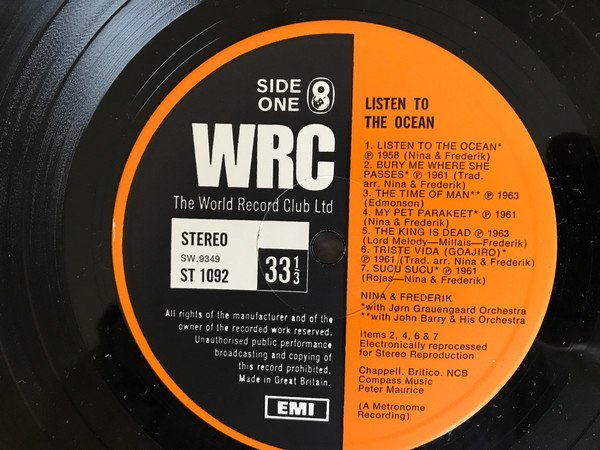 SIDE
ONE
WRC
The World Record Club Ltd
STEREO
SW.9349
ST 1092
33 1/3
All rights of the manufacturer and of the
owner of the recorded work reserved.
Unauthorised public performance
broadcasting and copying of
this record prohibited.
Made in Great Britain.
EMI
LISTEN TO
THE OCEAN
1. LISTEN TO THE OCEAN*
℗ 1958 (Nina & Frederik)
2. BURY ME WHERE SHE
PASSES* ℗ 1961 (Trad.
arr. Nina & Frederik)
3. THE TIME OF MAN** ℗ 1963
(Edmonson)
4. MY PET PARAKEET* ℗ 1961
(Nina & Frederik)
5. THE KING IS DEAD ℗ 1963
(Lord Melody—Millais—Frederik)
6. TRISTE VIDA (GOAJIRO)*
℗ 1961 (Trad. arr. Nina & Frederik)
7. SUCU SUCU* ℗ 1961
(Rojas—Nina & Frederik)
NINA & FREDERIK
*with Jørn Grauengaard Orchestra
**with John Barry & His Orchestra
Items 2, 4, 6 & 7
Electronically reprocessed
for Stereo Reproduction
Chappell. Britico. NCB
Compass Music
Peter Maurice
(A Metronome
Recording)